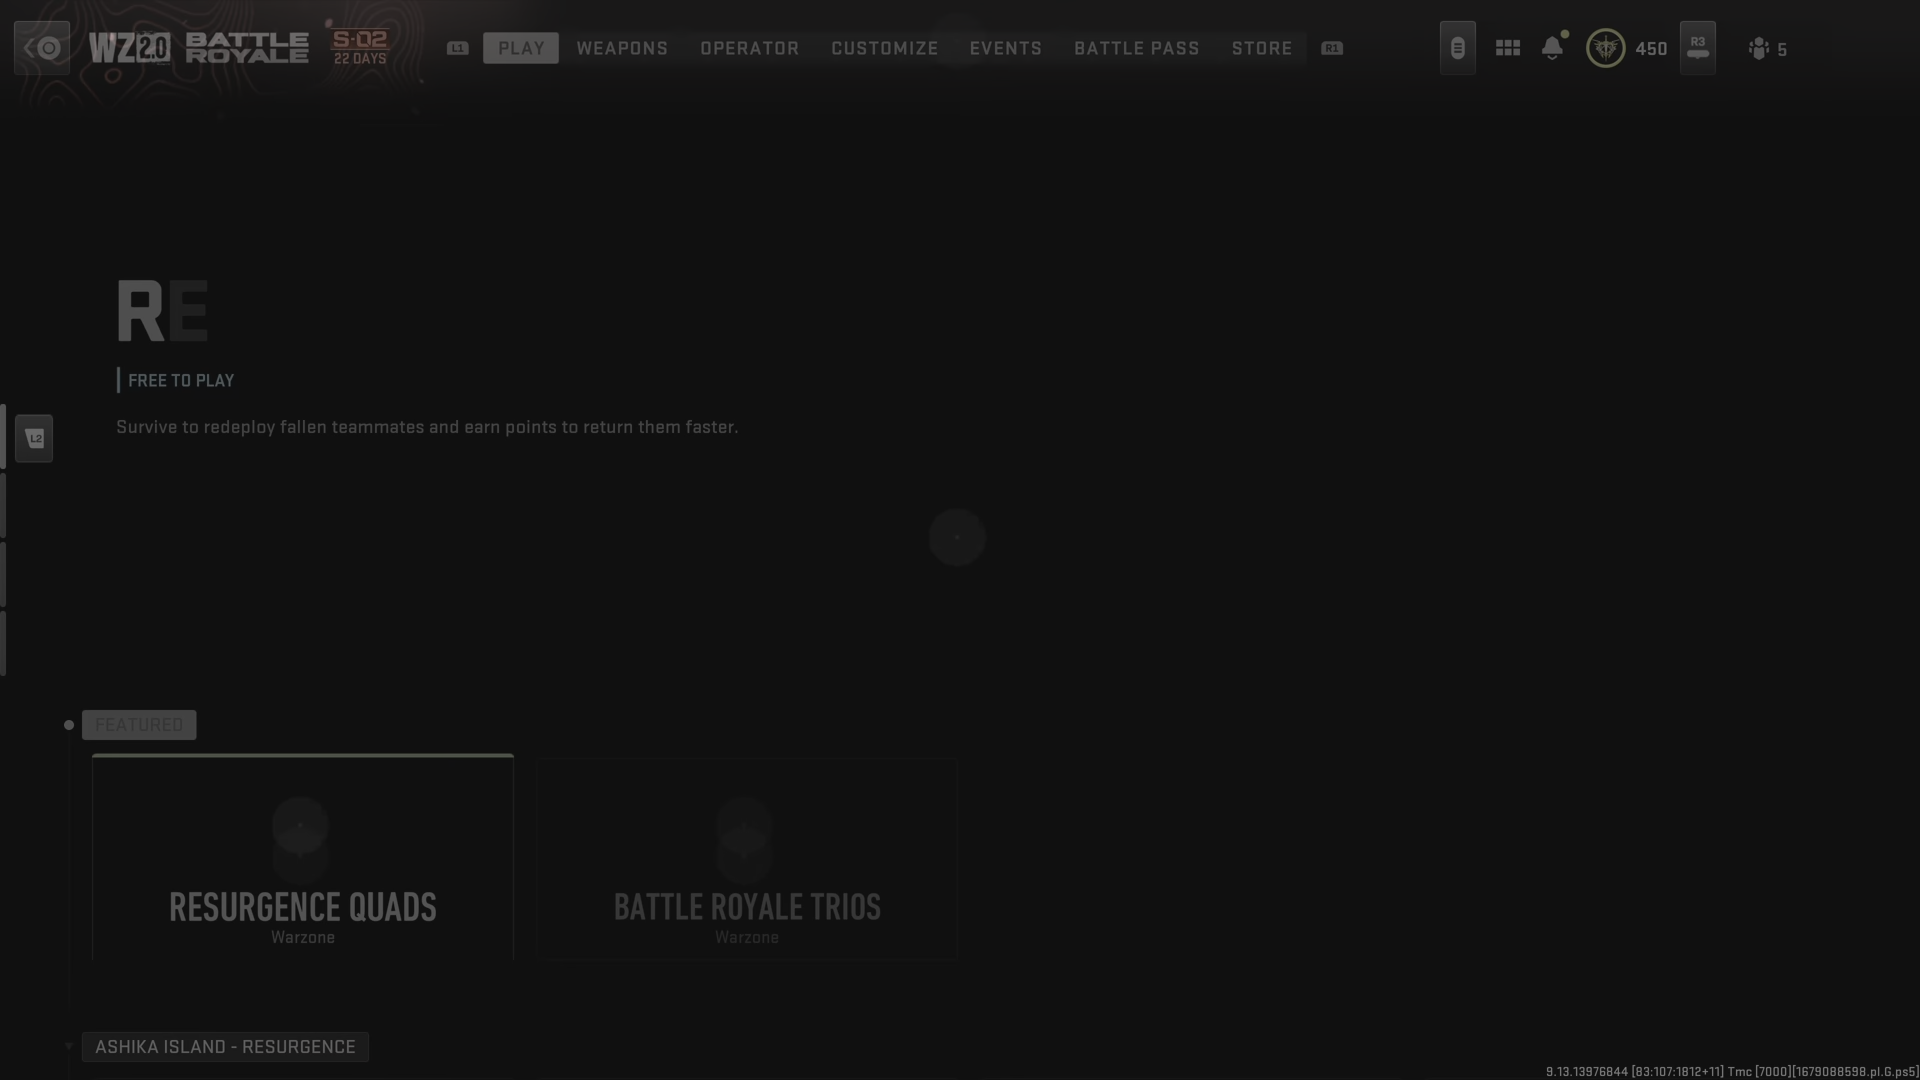 WZ2.0 BATTLE ROYALE S-02 22 DAYS
L1 PLAY WEAPONS OPERATOR CUSTOMIZE EVENTS BATTLE PASS STORE R1
450 R3 5
RE
FREE TO PLAY
Survive to redeploy fallen teammates and earn points to return them faster.
L2
FEATURED
RESURGENCE QUADS
Warzone
BATTLE ROYALE TRIOS
Warzone
ASHIKA ISLAND - RESURGENCE
9.13.13976844 [83:107:1812+11] Tmc [7000][1679088598.pl.G.ps5]